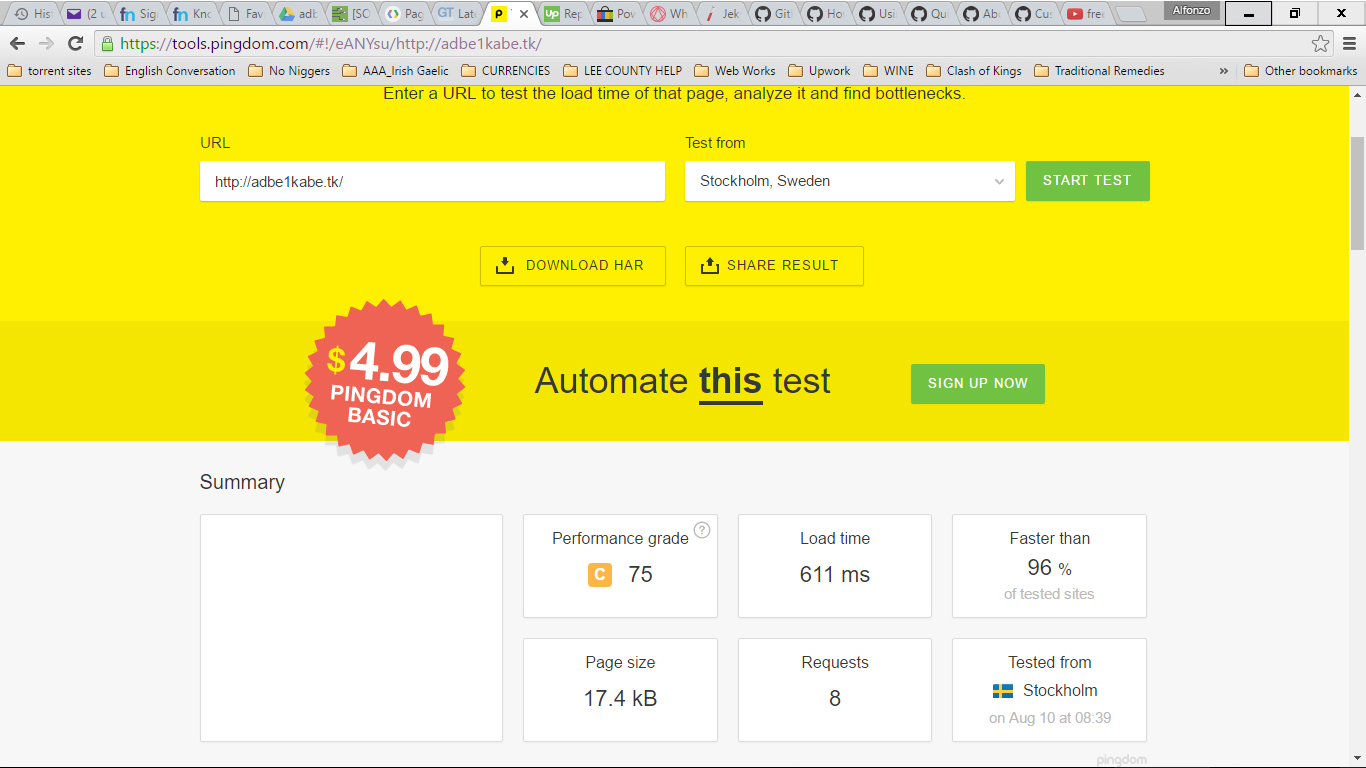 His
(2 u
Sig
Kno
Fav
adb
[SC
Pag
GT Lat
Up Rep
Pow
Wh
Jek
Git
Ho
Usi
Qu
Abo
Cu
free
Alfonzo
https://tools.pingdom.com/#!/eANYsu/http://adbe1kabe.tk/
torrent sites
English Conversation
No Niggers
AAA_Irish Gaelic
CURRENCIES
LEE COUNTY HELP
Web Works
Upwork
WINE
Clash of Kings
Traditional Remedies
»
Other bookmarks
Enter a URL to test the load time of that page, analyze it and find bottlenecks.
URL
Test from
http://adbe1kabe.tk/
Stockholm, Sweden
START TEST
DOWNLOAD HAR
SHARE RESULT
$4.99
PINGDOM
BASIC
Automate this test
SIGN UP NOW
Summary
Performance grade ?
C 75
Load time
611 ms
Faster than
96 %
of tested sites
Page size
17.4 kB
Requests
8
Tested from
Stockholm
on Aug 10 at 08:39
pingdom